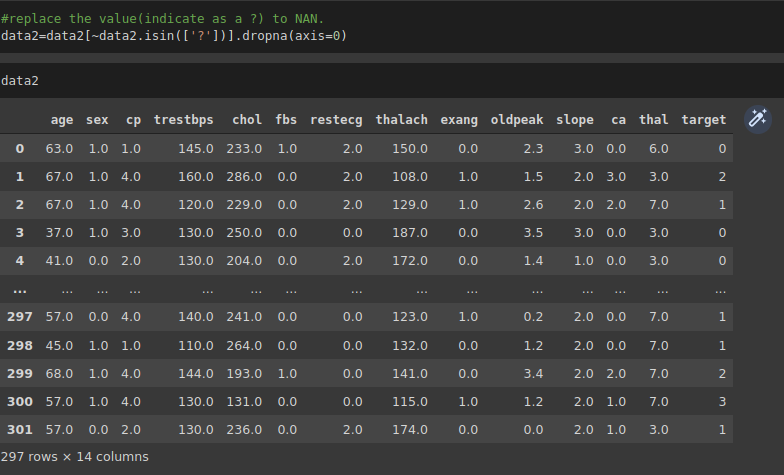 #replace the value(indicate as a ?) to NAN.
data2=data2[~data2.isin(['?'])].dropna(axis=0)
data2
age sex cp trestbps chol fbs restecg thalach exang oldpeak slope ca thal target
0 63.0 1.0 1.0 145.0 233.0 1.0 2.0 150.0 0.0 2.3 3.0 0.0 6.0 0
1 67.0 1.0 4.0 160.0 286.0 0.0 2.0 108.0 1.0 1.5 2.0 3.0 3.0 2
2 67.0 1.0 4.0 120.0 229.0 0.0 2.0 129.0 1.0 2.6 2.0 2.0 7.0 1
3 37.0 1.0 3.0 130.0 250.0 0.0 0.0 187.0 0.0 3.5 3.0 0.0 3.0 0
4 41.0 0.0 2.0 130.0 204.0 0.0 2.0 172.0 0.0 1.4 1.0 0.0 3.0 0
... ... ... ... ... ... ... ... ... ... ... ... ... ... ...
297 57.0 0.0 4.0 140.0 241.0 0.0 0.0 123.0 1.0 0.2 2.0 0.0 7.0 1
298 45.0 1.0 1.0 110.0 264.0 0.0 0.0 132.0 0.0 1.2 2.0 0.0 7.0 1
299 68.0 1.0 4.0 144.0 193.0 1.0 0.0 141.0 0.0 3.4 2.0 2.0 7.0 2
300 57.0 1.0 4.0 130.0 131.0 0.0 0.0 115.0 1.0 1.2 2.0 1.0 7.0 3
301 57.0 0.0 2.0 130.0 236.0 0.0 2.0 174.0 0.0 0.0 2.0 1.0 3.0 1
297 rows × 14 columns